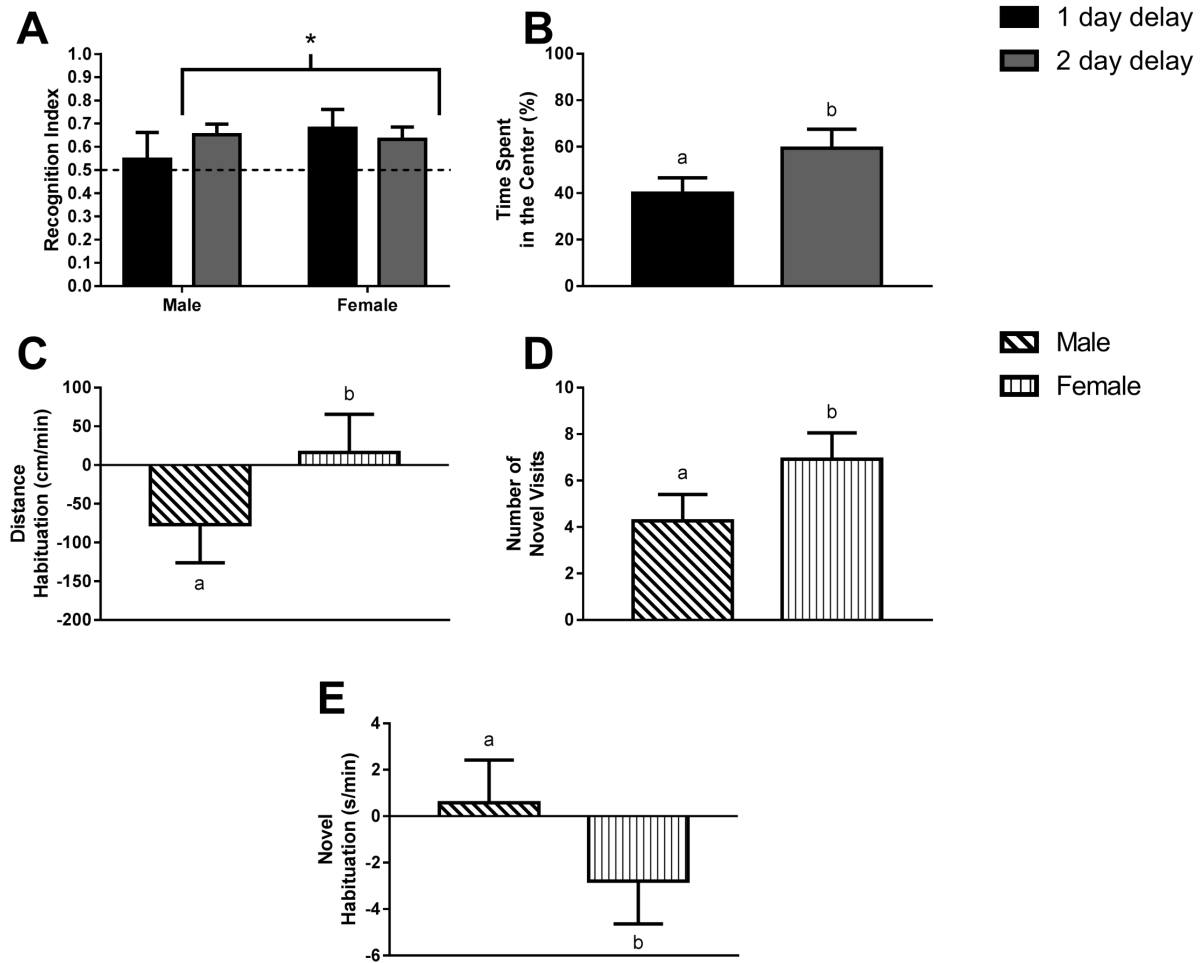 A
*
Recognition Index
1.0
0.9
0.8
0.7
0.6
0.5
0.4
0.3
0.2
0.1
0.0
Male
Female
B
Time Spent
in the Center (%)
100
80
60
40
20
0
a
b
1 day delay
2 day delay
C
Distance
Habituation (cm/min)
100
50
0
-50
-100
-150
-200
a
b
D
Number of
Novel Visits
10
8
6
4
2
0
a
b
Male
Female
E
Novel
Habituation (s/min)
4
2
0
-2
-4
-6
a
b